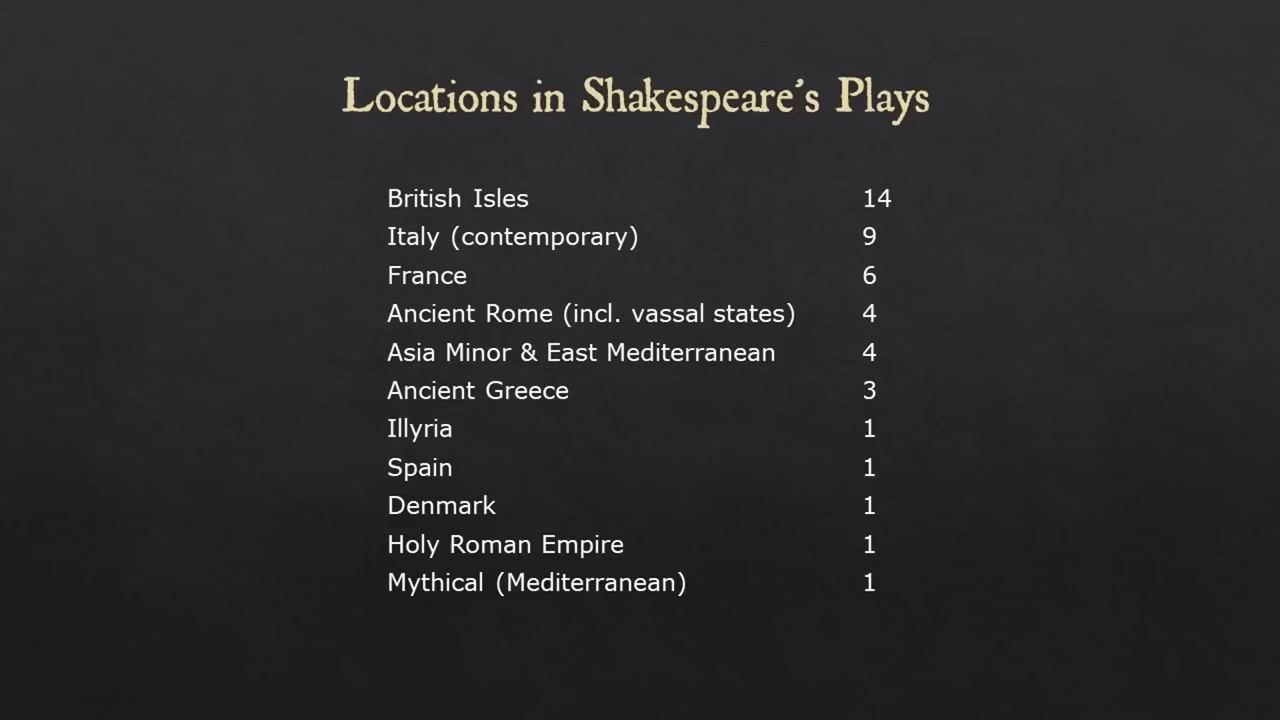 Locations in Shakespeare's Plays
British Isles 14
Italy (contemporary) 9
France 6
Ancient Rome (incl. vassal states) 4
Asia Minor & East Mediterranean 4
Ancient Greece 3
Illyria 1
Spain 1
Denmark 1
Holy Roman Empire 1
Mythical (Mediterranean) 1